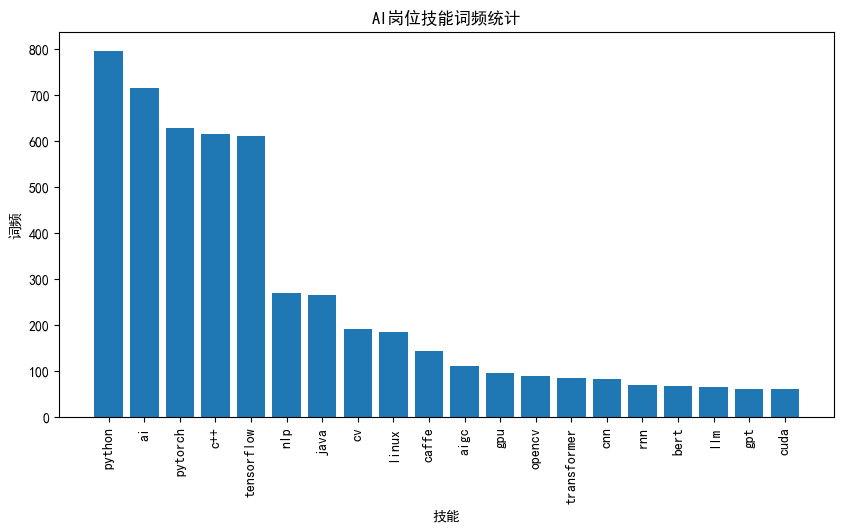 AI岗位技能词频统计
词频
800
700
600
500
400
300
200
100
0
python
ai
pytorch
c++
tensorflow
nlp
java
cv
linux
caffe
aigc
gpu
opencv
transformer
cnn
rnn
bert
llm
gpt
cuda
技能